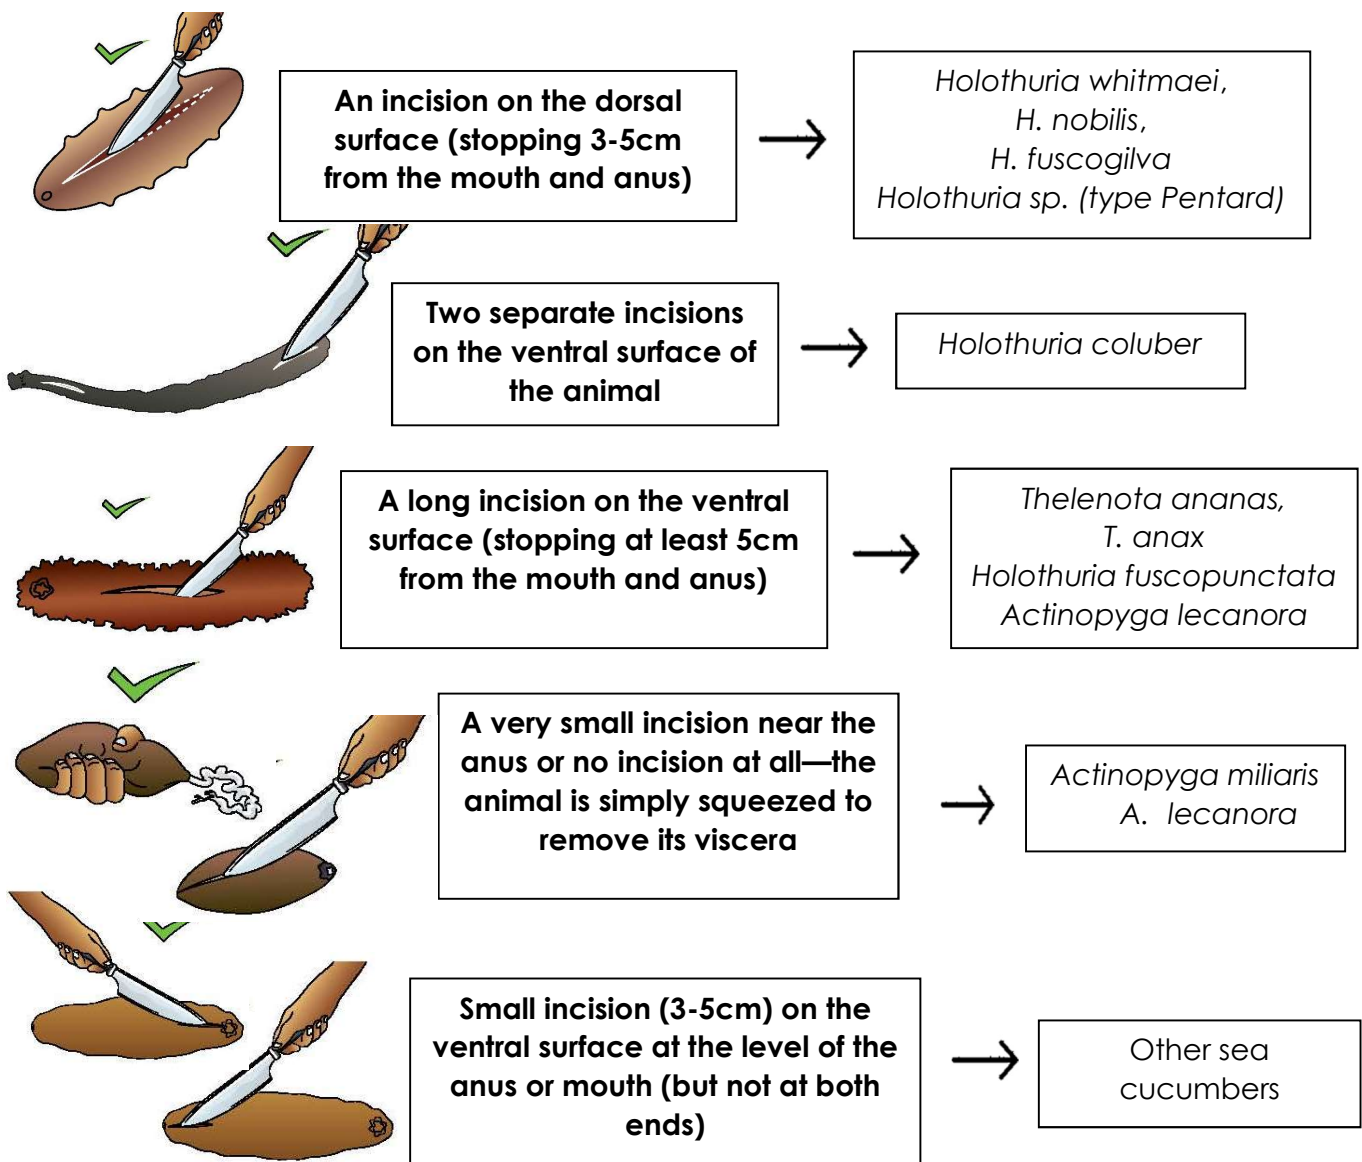 An incision on the dorsal
surface (stopping 3-5cm
from the mouth and anus)
Holothuria whitmaei,
H. nobilis,
H. fuscogilva
Holothuria sp. (type Pentard)
Two separate incisions
on the ventral surface of
the animal
Holothuria coluber
A long incision on the ventral
surface (stopping at least 5cm
from the mouth and anus)
Thelenota ananas,
T. anax
Holothuria fuscopunctata
Actinopyga lecanora
A very small incision near the
anus or no incision at all—the
animal is simply squeezed to
remove its viscera
Actinopyga miliaris
A. lecanora
Small incision (3-5cm) on the
ventral surface at the level of the
anus or mouth (but not at both
ends)
Other sea
cucumbers